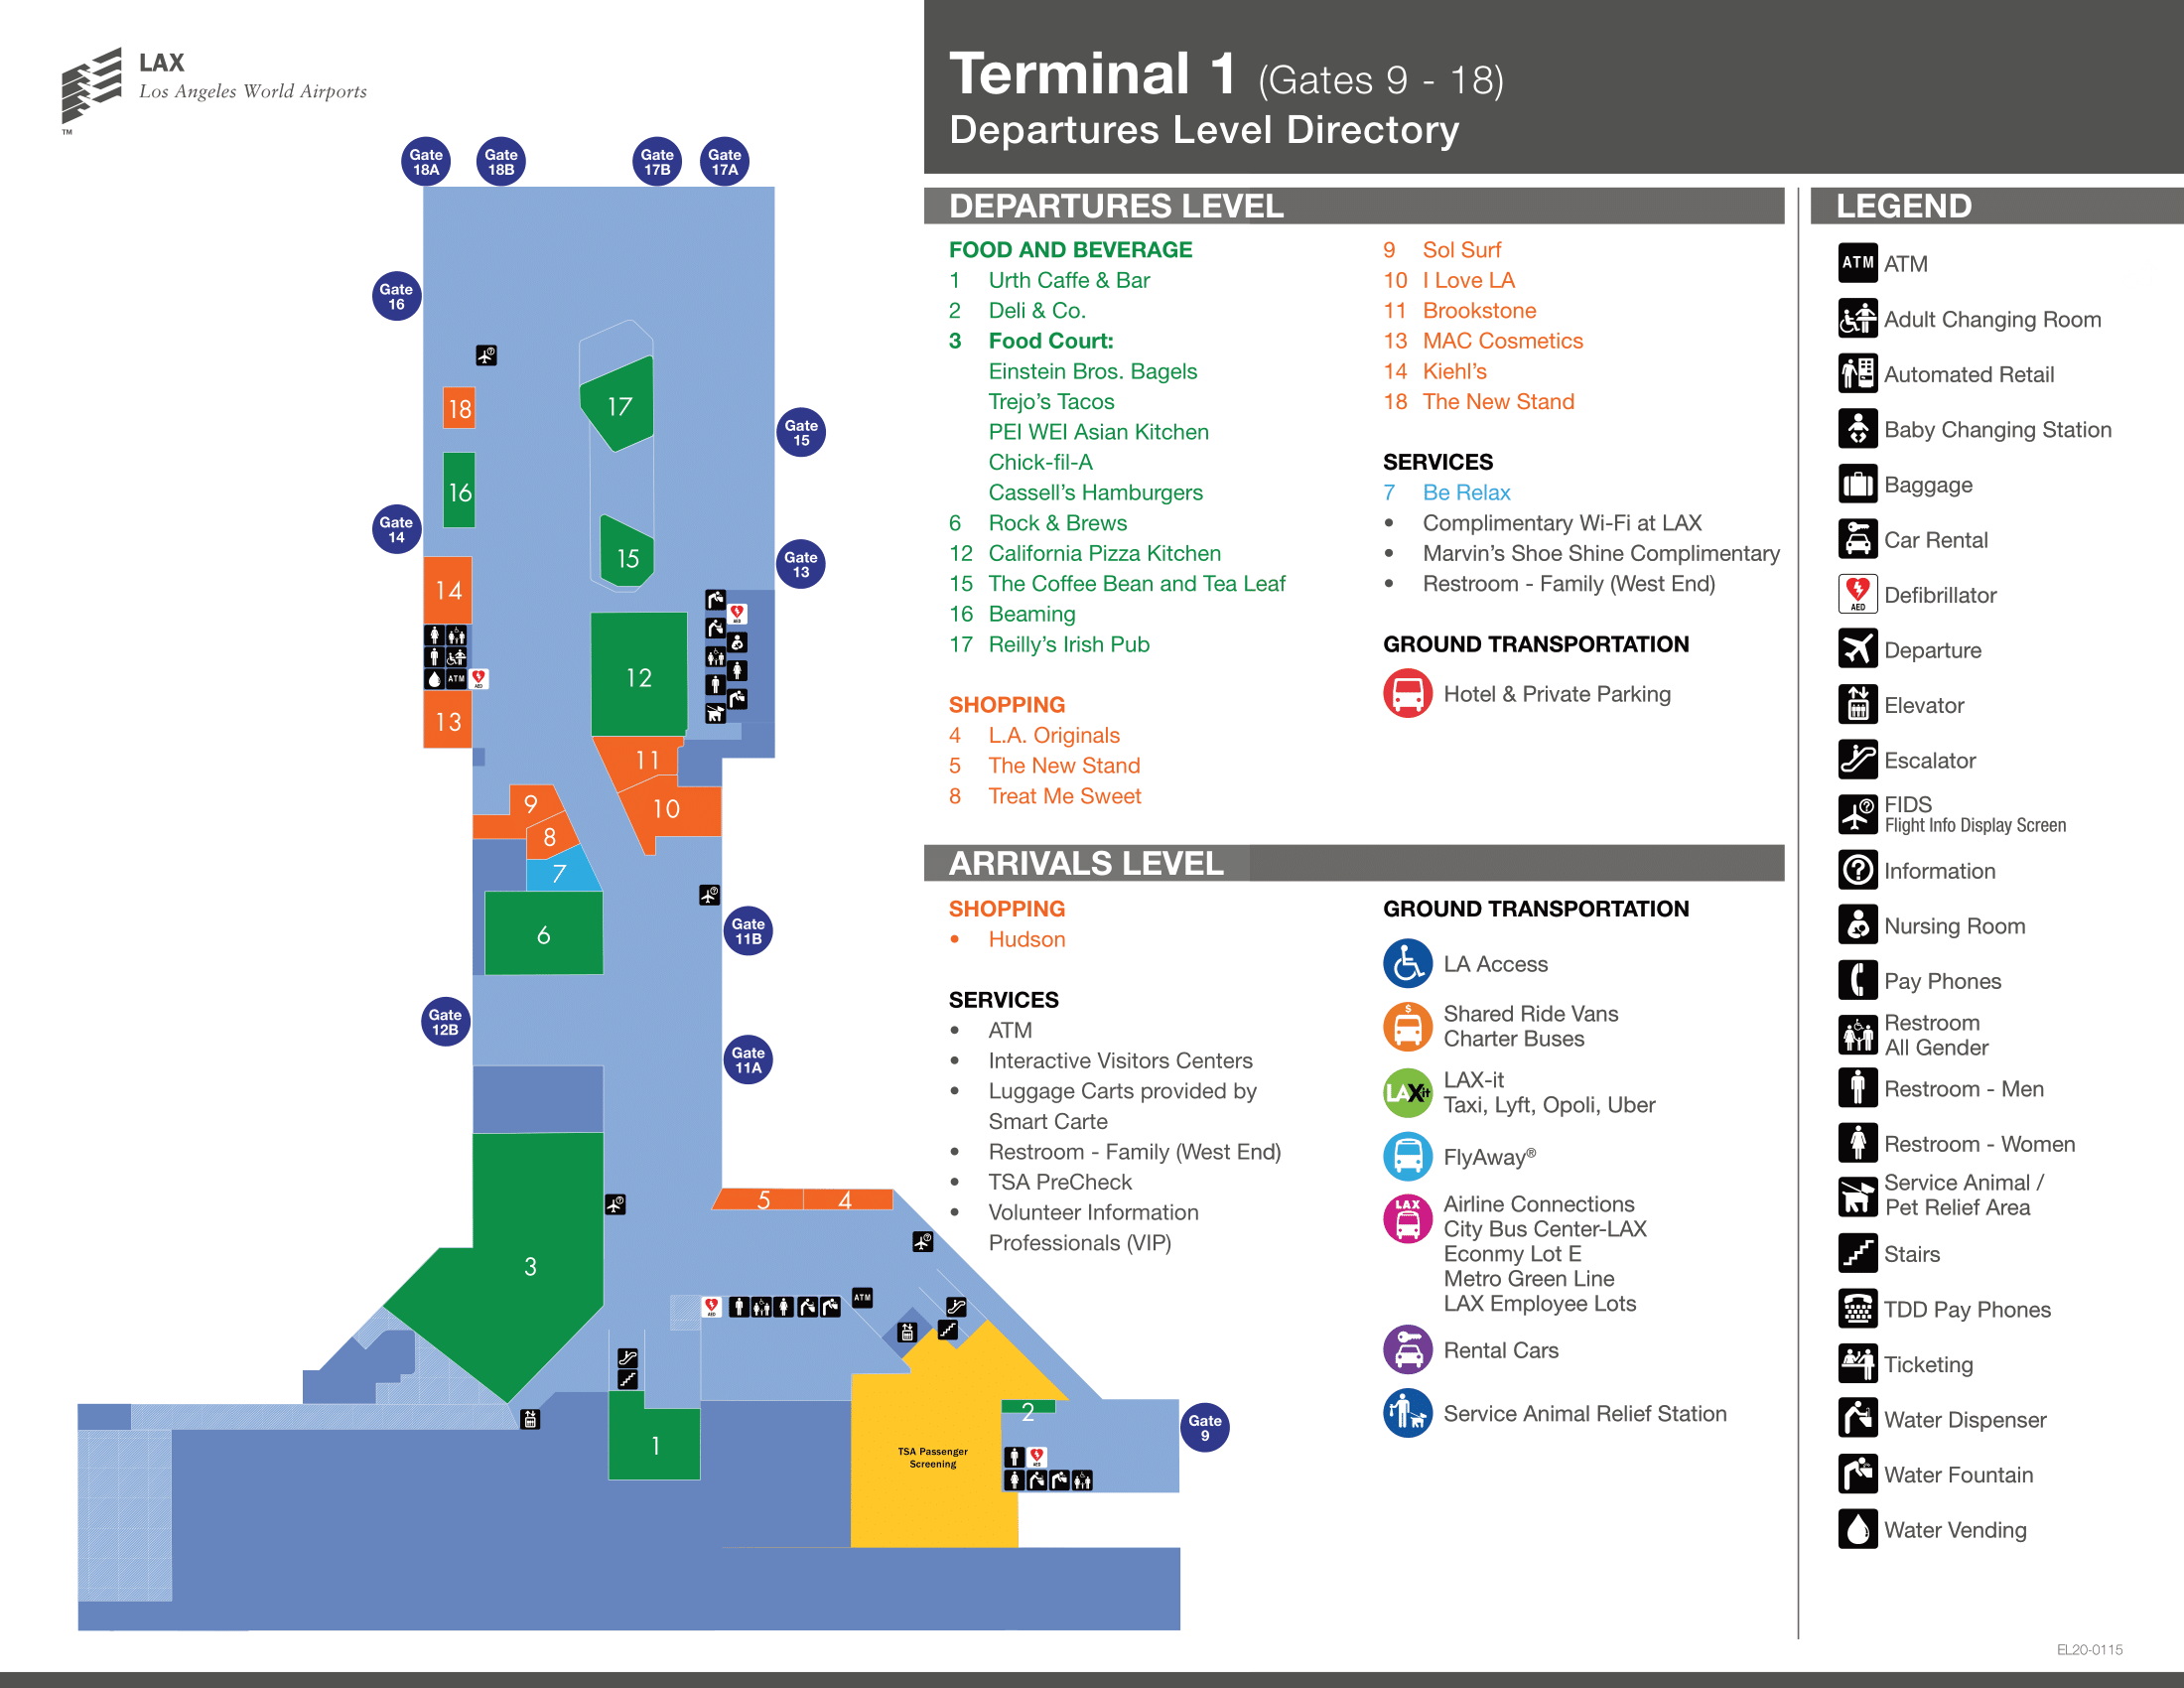 LAX
Los Angeles World Airports
TM
Terminal 1 (Gates 9 - 18)
Departures Level Directory
Gate
18A
Gate
18B
Gate
17B
Gate
17A
Gate
16
Gate
15
Gate
14
Gate
13
Gate
11B
Gate
12B
Gate
11A
Gate
9
18
17
16
15
14
AED
12
ATM
AED
13
11
10
9
8
7
6
5
4
3
AED
ATM
2
1
TSA Passenger
Screening
AED
DEPARTURES LEVEL
FOOD AND BEVERAGE
1 Urth Caffe & Bar
2 Deli & Co.
3 Food Court:
Einstein Bros. Bagels
Trejo's Tacos
PEI WEI Asian Kitchen
Chick-fil-A
Cassell's Hamburgers
6 Rock & Brews
12 California Pizza Kitchen
15 The Coffee Bean and Tea Leaf
16 Beaming
17 Reilly's Irish Pub
SHOPPING
4 L.A. Originals
5 The New Stand
8 Treat Me Sweet
9 Sol Surf
10 I Love LA
11 Brookstone
13 MAC Cosmetics
14 Kiehl's
18 The New Stand
SERVICES
7 Be Relax
• Complimentary Wi-Fi at LAX
• Marvin's Shoe Shine Complimentary
• Restroom - Family (West End)
GROUND TRANSPORTATION
Hotel & Private Parking
ARRIVALS LEVEL
SHOPPING
• Hudson
SERVICES
• ATM
• Interactive Visitors Centers
• Luggage Carts provided by
Smart Carte
• Restroom - Family (West End)
• TSA PreCheck
• Volunteer Information
Professionals (VIP)
GROUND TRANSPORTATION
LA Access
$
Shared Ride Vans
Charter Buses
LAXit
LAX-it
Taxi, Lyft, Opoli, Uber
FlyAway®
LAX
Airline Connections
City Bus Center-LAX
Econmy Lot E
Metro Green Line
LAX Employee Lots
Rental Cars
Service Animal Relief Station
LEGEND
ATM ATM
Adult Changing Room
Automated Retail
Baby Changing Station
Baggage
Car Rental
AED
Defibrillator
Departure
Elevator
Escalator
FIDS
Flight Info Display Screen
? Information
Nursing Room
Pay Phones
Restroom
All Gender
Restroom - Men
Restroom - Women
Service Animal /
Pet Relief Area
Stairs
TDD Pay Phones
Ticketing
Water Dispenser
Water Fountain
Water Vending
EL20-0115